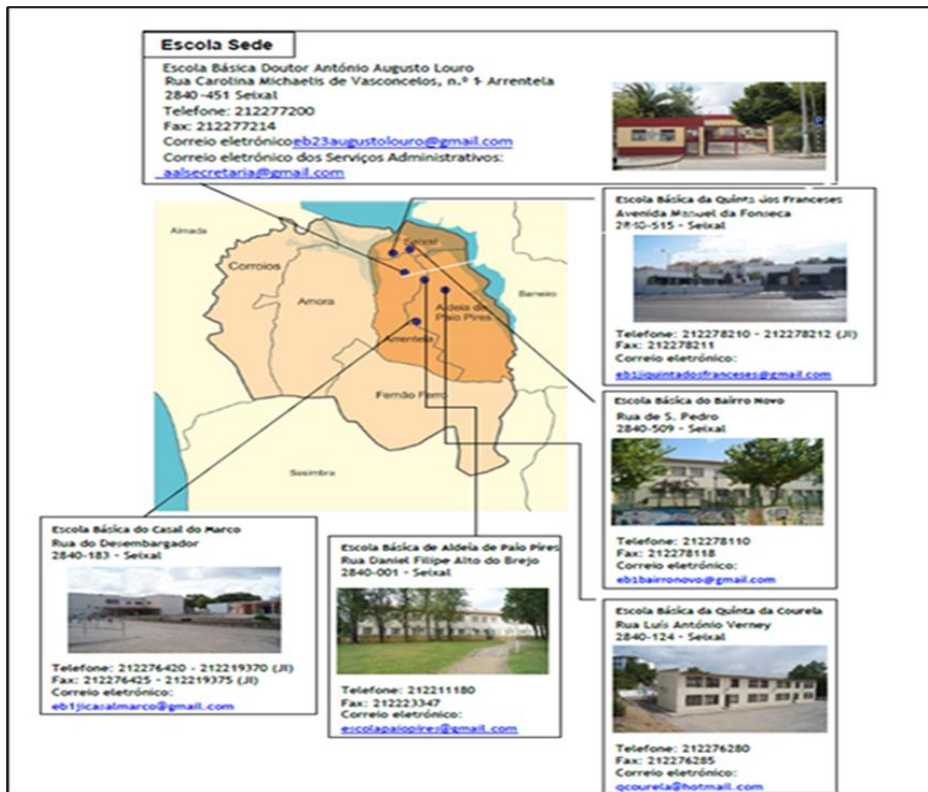 Escola Sede
Escola Básica Doutor António Augusto Louro
Rua Carolina Michaelis de Vasconcelos, n.º 1- Arrentela
2840 -451 Seixal
Telefone: 212277200
Fax: 212277214
Correio eletrónico eb23augustolouro@gmail.com
Correio eletrónico dos Serviços Administrativos:
aalsecretaria@gmail.com
Escola Básica da Quinta dos Franceses
Avenida Manuel da Fonseca
2840-515 - Seixal
Telefone: 212278210 - 212278212 (JI)
Fax: 212278211
Correio eletrónico:
eb1jiquintadosfranceses@gmail.com
Almada
Seixal
Corroios
Amora
Barreiro
Aldeia de
Paio Pires
Arrentela
Fernão Ferro
Sesimbra
Escola Básica do Bairro Novo
Rua de S. Pedro
2840-509 - Seixal
Telefone: 212278110
Fax: 212278118
Correio eletrónico:
eb1bairronovo@gmail.com
Escola Básica do Casal do Marco
Rua do Desembargador
2840-183 - Seixal
Telefone: 212276420 - 212219370 (JI)
Fax: 212276425 - 212219375 (JI)
Correio eletrónico:
eb1jicasalmarco@gmail.com
Escola Básica de Aldeia de Paio Pires
Rua Daniel Filipe Alto do Brejo
2840-001 - Seixal
Telefone: 212211180
Fax: 212223347
Correio eletrónico:
escolapaiopires@gmail.com
Escola Básica da Quinta da Courela
Rua Luís António Verney
2840-124 - Seixal
Telefone: 212276280
Fax: 212276285
Correio eletrónico:
qcourela@hotmail.com